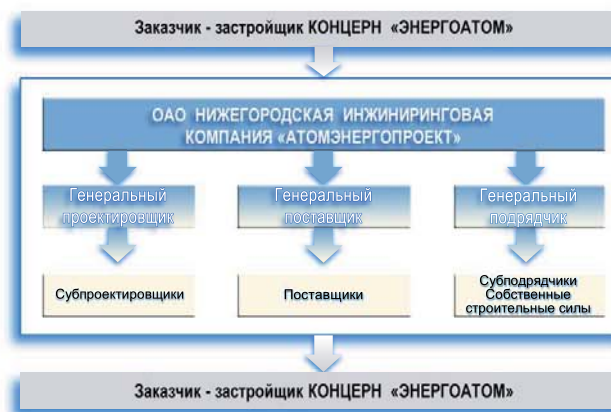 Заказчик - застройщик КОНЦЕРН «ЭНЕРГОАТОМ»
ОАО НИЖЕГОРОДСКАЯ ИНЖИНИРИНГОВАЯ
КОМПАНИЯ «АТОМЭНЕРГОПРОЕКТ»
Генеральный
проектировщик
Генеральный
поставщик
Генеральный
подрядчик
Субпроектировщики
Поставщики
Субподрядчики
Собственные
строительные силы
Заказчик - застройщик КОНЦЕРН «ЭНЕРГОАТОМ»